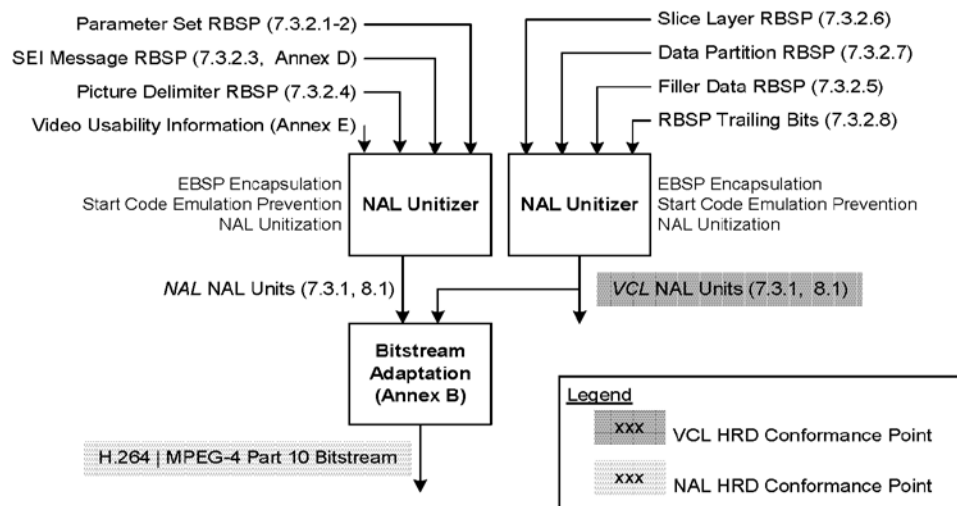 Parameter Set RBSP (7.3.2.1-2)
SEI Message RBSP (7.3.2.3, Annex D)
Picture Delimiter RBSP (7.3.2.4)
Video Usability Information (Annex E)
Slice Layer RBSP (7.3.2.6)
Data Partition RBSP (7.3.2.7)
Filler Data RBSP (7.3.2.5)
RBSP Trailing Bits (7.3.2.8)
EBSP Encapsulation
Start Code Emulation Prevention
NAL Unitization
NAL Unitizer
NAL Unitizer
EBSP Encapsulation
Start Code Emulation Prevention
NAL Unitization
NAL NAL Units (7.3.1, 8.1)
VCL NAL Units (7.3.1, 8.1)
Bitstream
Adaptation
(Annex B)
H.264 | MPEG-4 Part 10 Bitstream
Legend
xxx VCL HRD Conformance Point
xxx NAL HRD Conformance Point